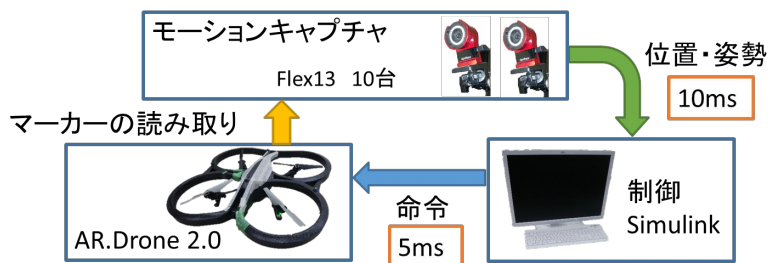 モーションキャプチャ
Flex13 10台
位置・姿勢
10ms
マーカーの読み取り
AR.Drone 2.0
命令
5ms
制御
Simulink